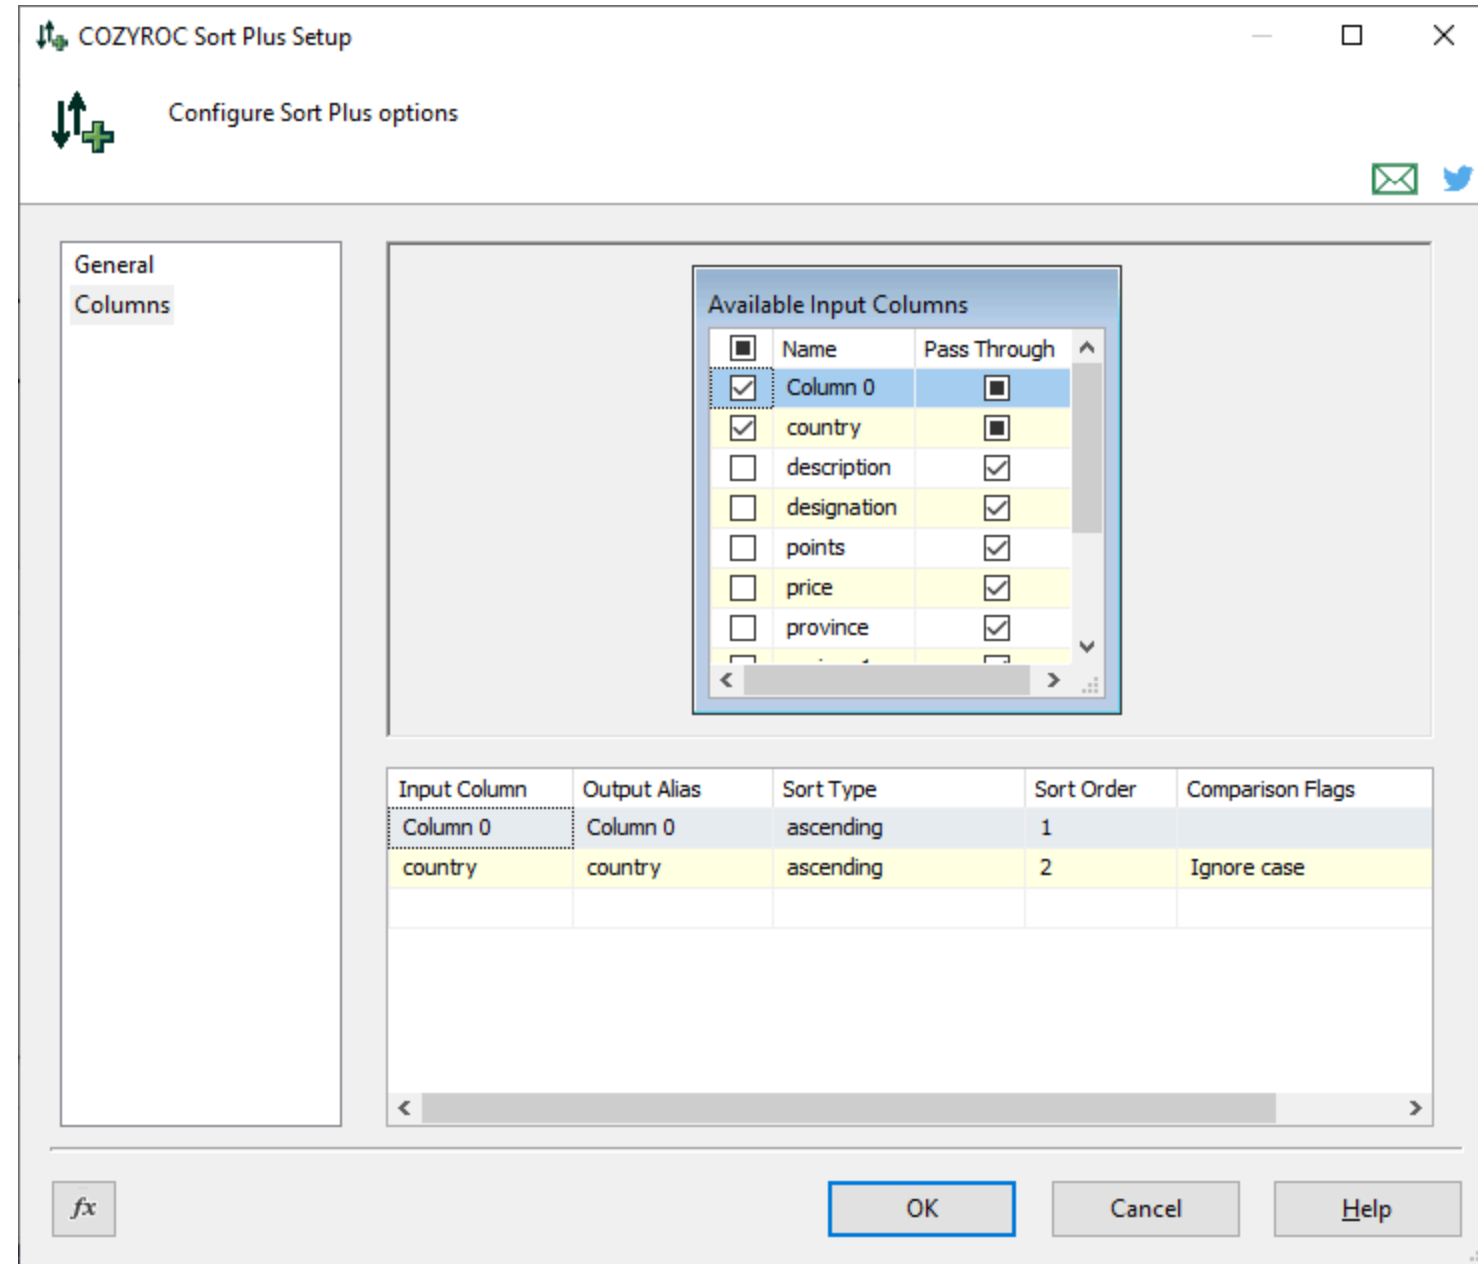 COZYROC Sort Plus Setup
Configure Sort Plus options
General
Columns
Available Input Columns
Name Pass Through
Column 0
country
description
designation
points
price
province
Input Column Output Alias Sort Type Sort Order Comparison Flags
Column 0 Column 0 ascending 1
country country ascending 2 Ignore case
fx OK Cancel Help